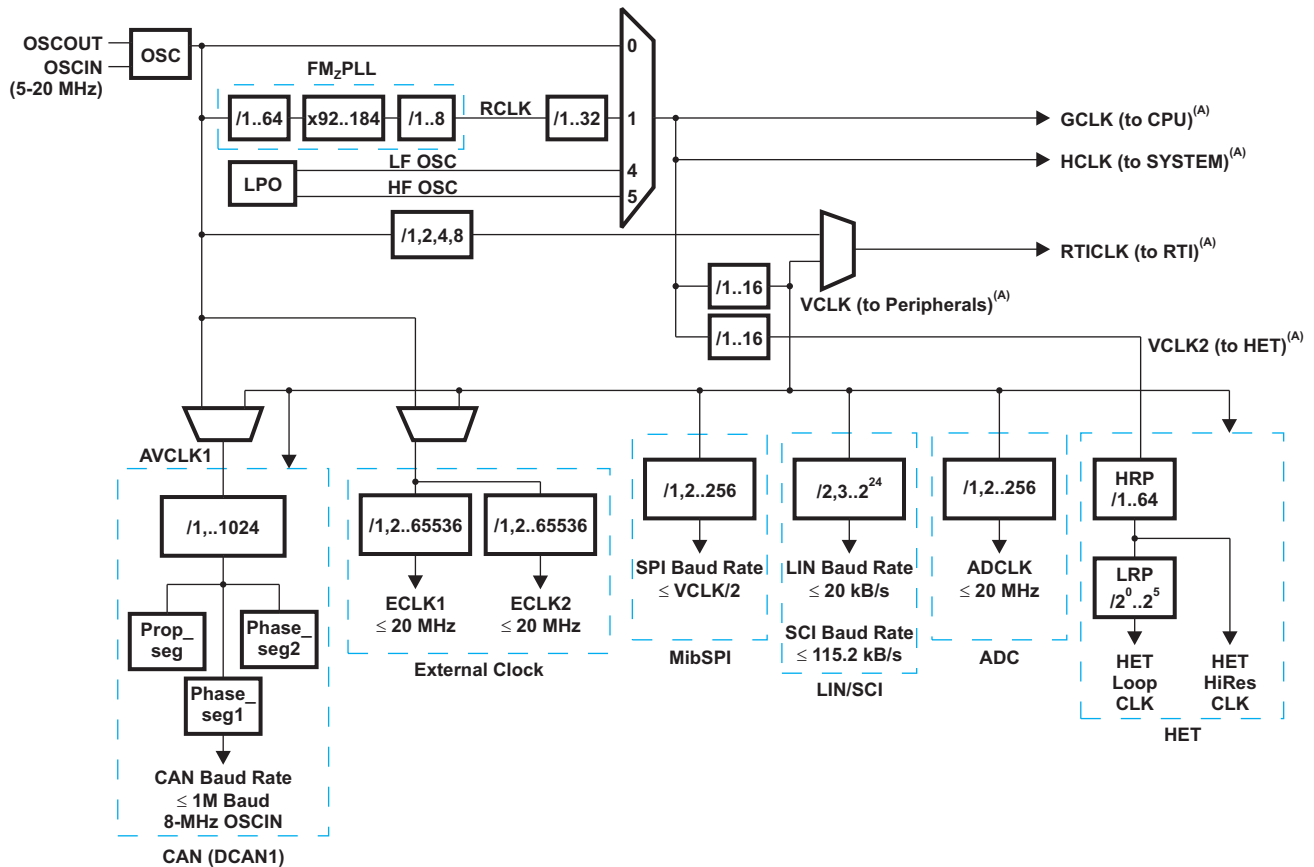 OSCOUT
OSCIN
(5-20 MHz)
OSC
FMzPLL
/1..64
x92..184
/1..8
RCLK
/1..32
0
1
4
5
LPO
LF OSC
HF OSC
/1,2,4,8
GCLK (to CPU)(A)
HCLK (to SYSTEM)(A)
RTICLK (to RTI)(A)
/1..16
VCLK (to Peripherals)(A)
/1..16
VCLK2 (to HET)(A)
AVCLK1
/1,..1024
Prop_
seg
Phase_
seg2
Phase_
seg1
CAN Baud Rate
≤ 1M Baud
8-MHz OSCIN
CAN (DCAN1)
/1,2..65536
/1,2..65536
ECLK1
≤ 20 MHz
ECLK2
≤ 20 MHz
External Clock
/1,2..256
SPI Baud Rate
≤ VCLK/2
MibSPI
/2,3..2^24
LIN Baud Rate
≤ 20 kB/s
SCI Baud Rate
≤ 115.2 kB/s
LIN/SCI
/1,2..256
ADCLK
≤ 20 MHz
ADC
HRP
/1..64
LRP
/2^0..2^5
HET
Loop
CLK
HET
HiRes
CLK
HET